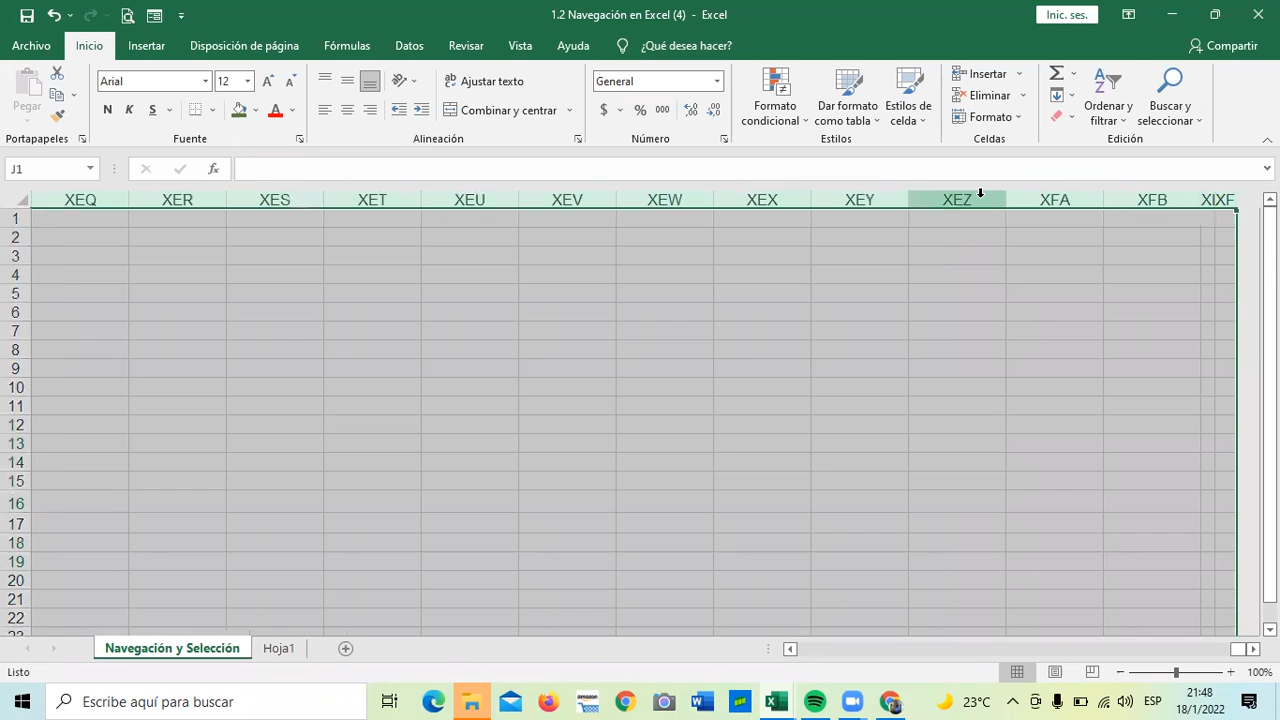 1.2 Navegación en Excel (4) - Excel
Inic. ses.
Archivo Inicio Insertar Disposición de página Fórmulas Datos Revisar Vista Ayuda ¿Qué desea hacer? Compartir
Pegar
Arial 12
N K S
Ajustar texto
Combinar y centrar
General
$ % 000
Formato condicional
Dar formato como tabla
Estilos de celda
Insertar
Eliminar
Formato
Ordenar y filtrar
Buscar y seleccionar
Portapapeles Fuente Alineación Número Estilos Celdas Edición
J1
XEQ XER XES XET XEU XEV XEW XEX XEY XEZ XFA XFB XI XF
1
2
3
4
5
6
7
8
9
10
11
12
13
14
15
16
17
18
19
20
21
22
23
Navegación y Selección Hoja1
Listo 100%
Escribe aquí para buscar
amazon
23°C ESP 21:48
18/1/2022